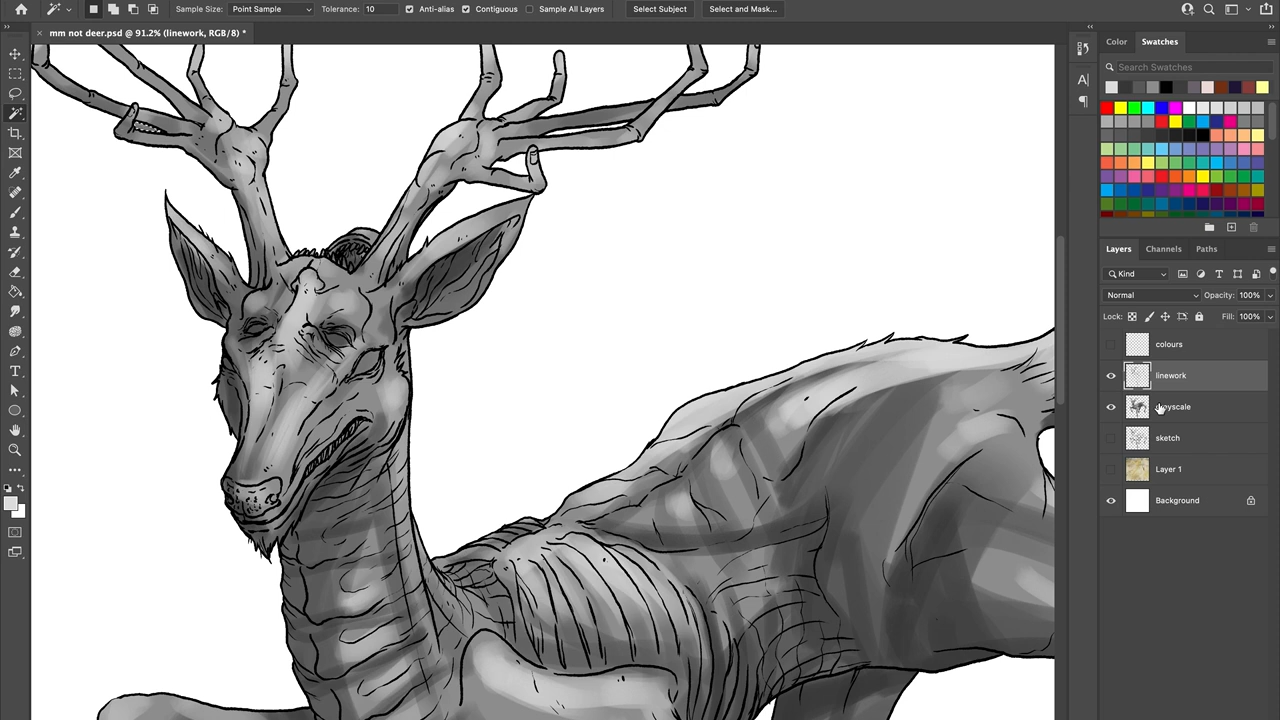 Sample Size: Point Sample Tolerance: 10 Anti-alias Contiguous Sample All Layers Select Subject Select and Mask...
× mm not deer.psd @ 91.2% (linework, RGB/8) *
Color Swatches
Search Swatches
Layers Channels Paths
Kind
Normal Opacity: 100%
Lock: Fill: 100%
colours
linework
sketch
Layer 1
Background